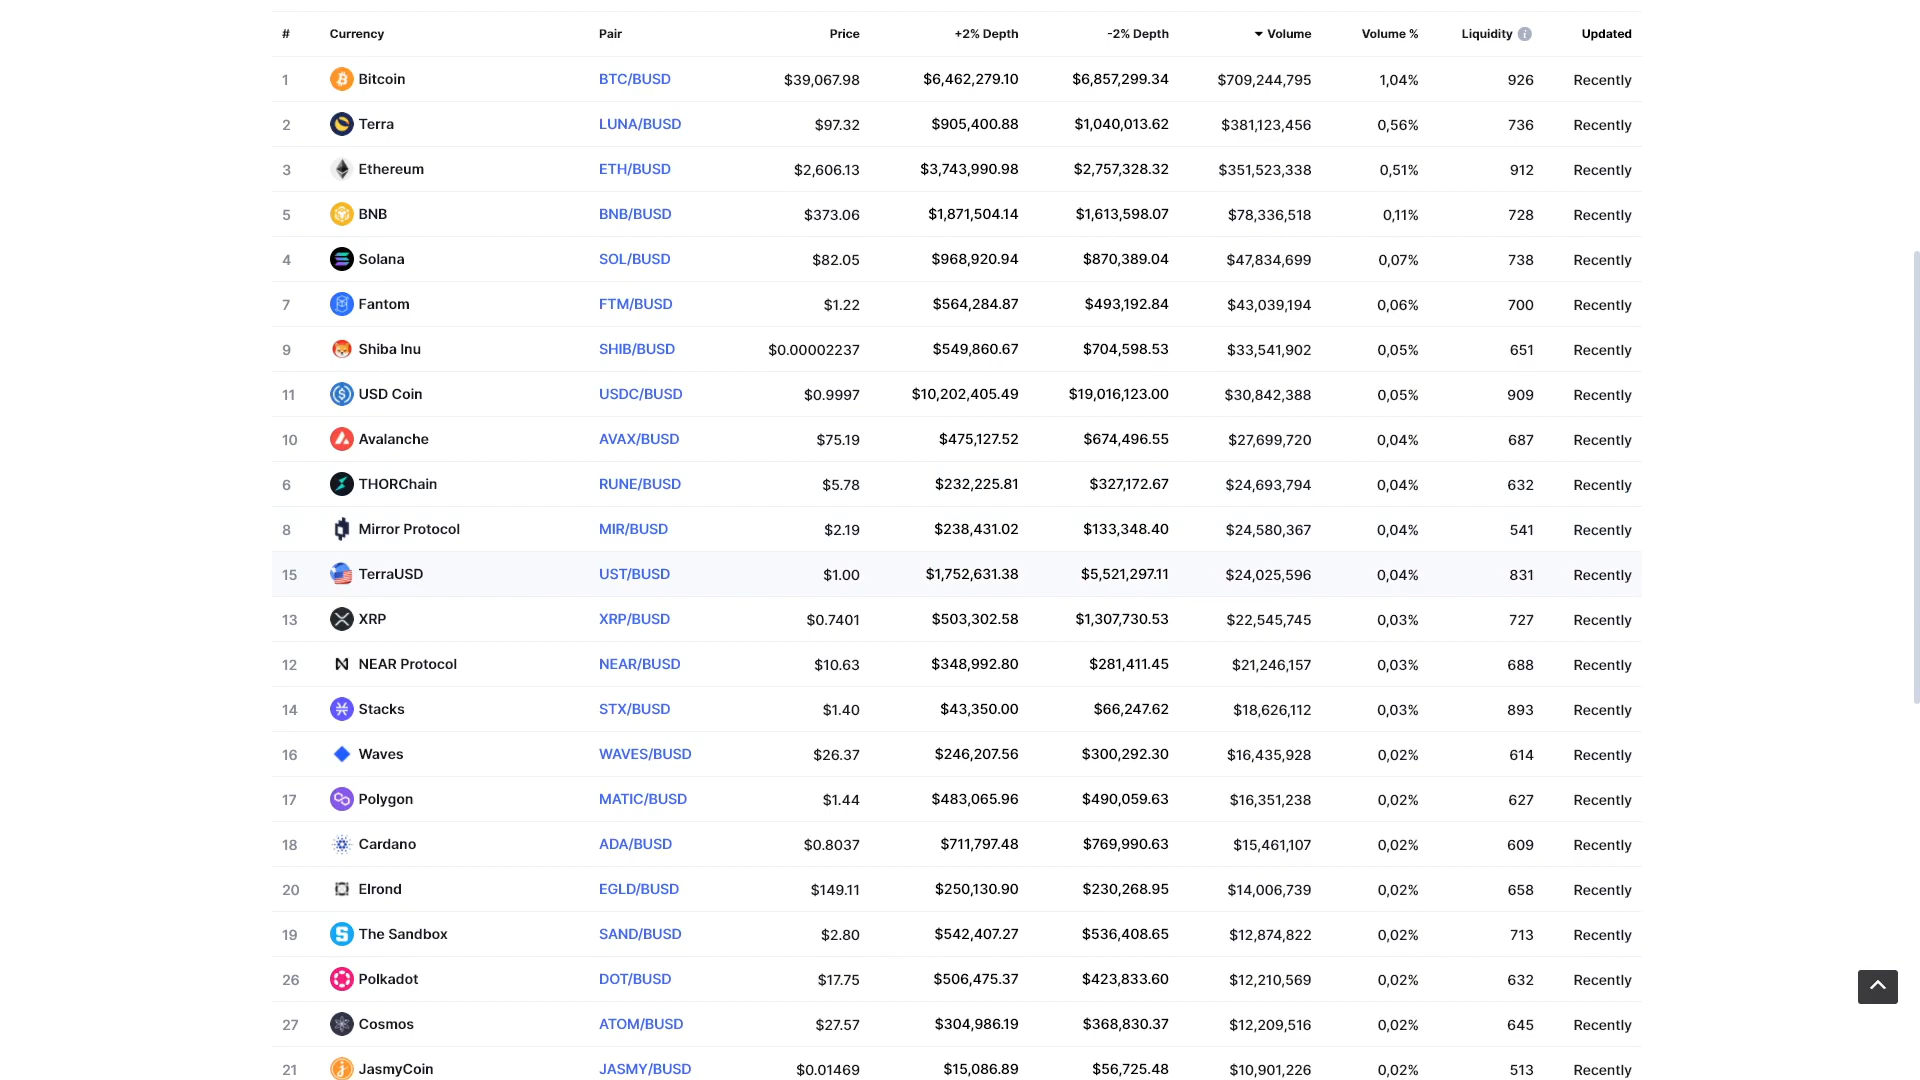 # Currency Pair Price +2% Depth -2% Depth Volume Volume % Liquidity i Updated
1 Bitcoin BTC/BUSD $39,067.98 $6,462,279.10 $6,857,299.34 $709,244,795 1,04% 926 Recently
2 Terra LUNA/BUSD $97.32 $905,400.88 $1,040,013.62 $381,123,456 0,56% 736 Recently
3 Ethereum ETH/BUSD $2,606.13 $3,743,990.98 $2,757,328.32 $351,523,338 0,51% 912 Recently
5 BNB BNB/BUSD $373.06 $1,871,504.14 $1,613,598.07 $78,336,518 0,11% 728 Recently
4 Solana SOL/BUSD $82.05 $968,920.94 $870,389.04 $47,834,699 0,07% 738 Recently
7 Fantom FTM/BUSD $1.22 $564,284.87 $493,192.84 $43,039,194 0,06% 700 Recently
9 Shiba Inu SHIB/BUSD $0.00002237 $549,860.67 $704,598.53 $33,541,902 0,05% 651 Recently
11 USD Coin USDC/BUSD $0.9997 $10,202,405.49 $19,016,123.00 $30,842,388 0,05% 909 Recently
10 Avalanche AVAX/BUSD $75.19 $475,127.52 $674,496.55 $27,699,720 0,04% 687 Recently
6 THORChain RUNE/BUSD $5.78 $232,225.81 $327,172.67 $24,693,794 0,04% 632 Recently
8 Mirror Protocol MIR/BUSD $2.19 $238,431.02 $133,348.40 $24,580,367 0,04% 541 Recently
15 TerraUSD UST/BUSD $1.00 $1,752,631.38 $5,521,297.11 $24,025,596 0,04% 831 Recently
13 XRP XRP/BUSD $0.7401 $503,302.58 $1,307,730.53 $22,545,745 0,03% 727 Recently
12 NEAR Protocol NEAR/BUSD $10.63 $348,992.80 $281,411.45 $21,246,157 0,03% 688 Recently
14 Stacks STX/BUSD $1.40 $43,350.00 $66,247.62 $18,626,112 0,03% 893 Recently
16 Waves WAVES/BUSD $26.37 $246,207.56 $300,292.30 $16,435,928 0,02% 614 Recently
17 Polygon MATIC/BUSD $1.44 $483,065.96 $490,059.63 $16,351,238 0,02% 627 Recently
18 Cardano ADA/BUSD $0.8037 $711,797.48 $769,990.63 $15,461,107 0,02% 609 Recently
20 Elrond EGLD/BUSD $149.11 $250,130.90 $230,268.95 $14,006,739 0,02% 658 Recently
19 The Sandbox SAND/BUSD $2.80 $542,407.27 $536,408.65 $12,874,822 0,02% 713 Recently
26 Polkadot DOT/BUSD $17.75 $506,475.37 $423,833.60 $12,210,569 0,02% 632 Recently
27 Cosmos ATOM/BUSD $27.57 $304,986.19 $368,830.37 $12,209,516 0,02% 645 Recently
21 JasmyCoin JASMY/BUSD $0.01469 $15,086.89 $56,725.48 $10,901,226 0,02% 513 Recently